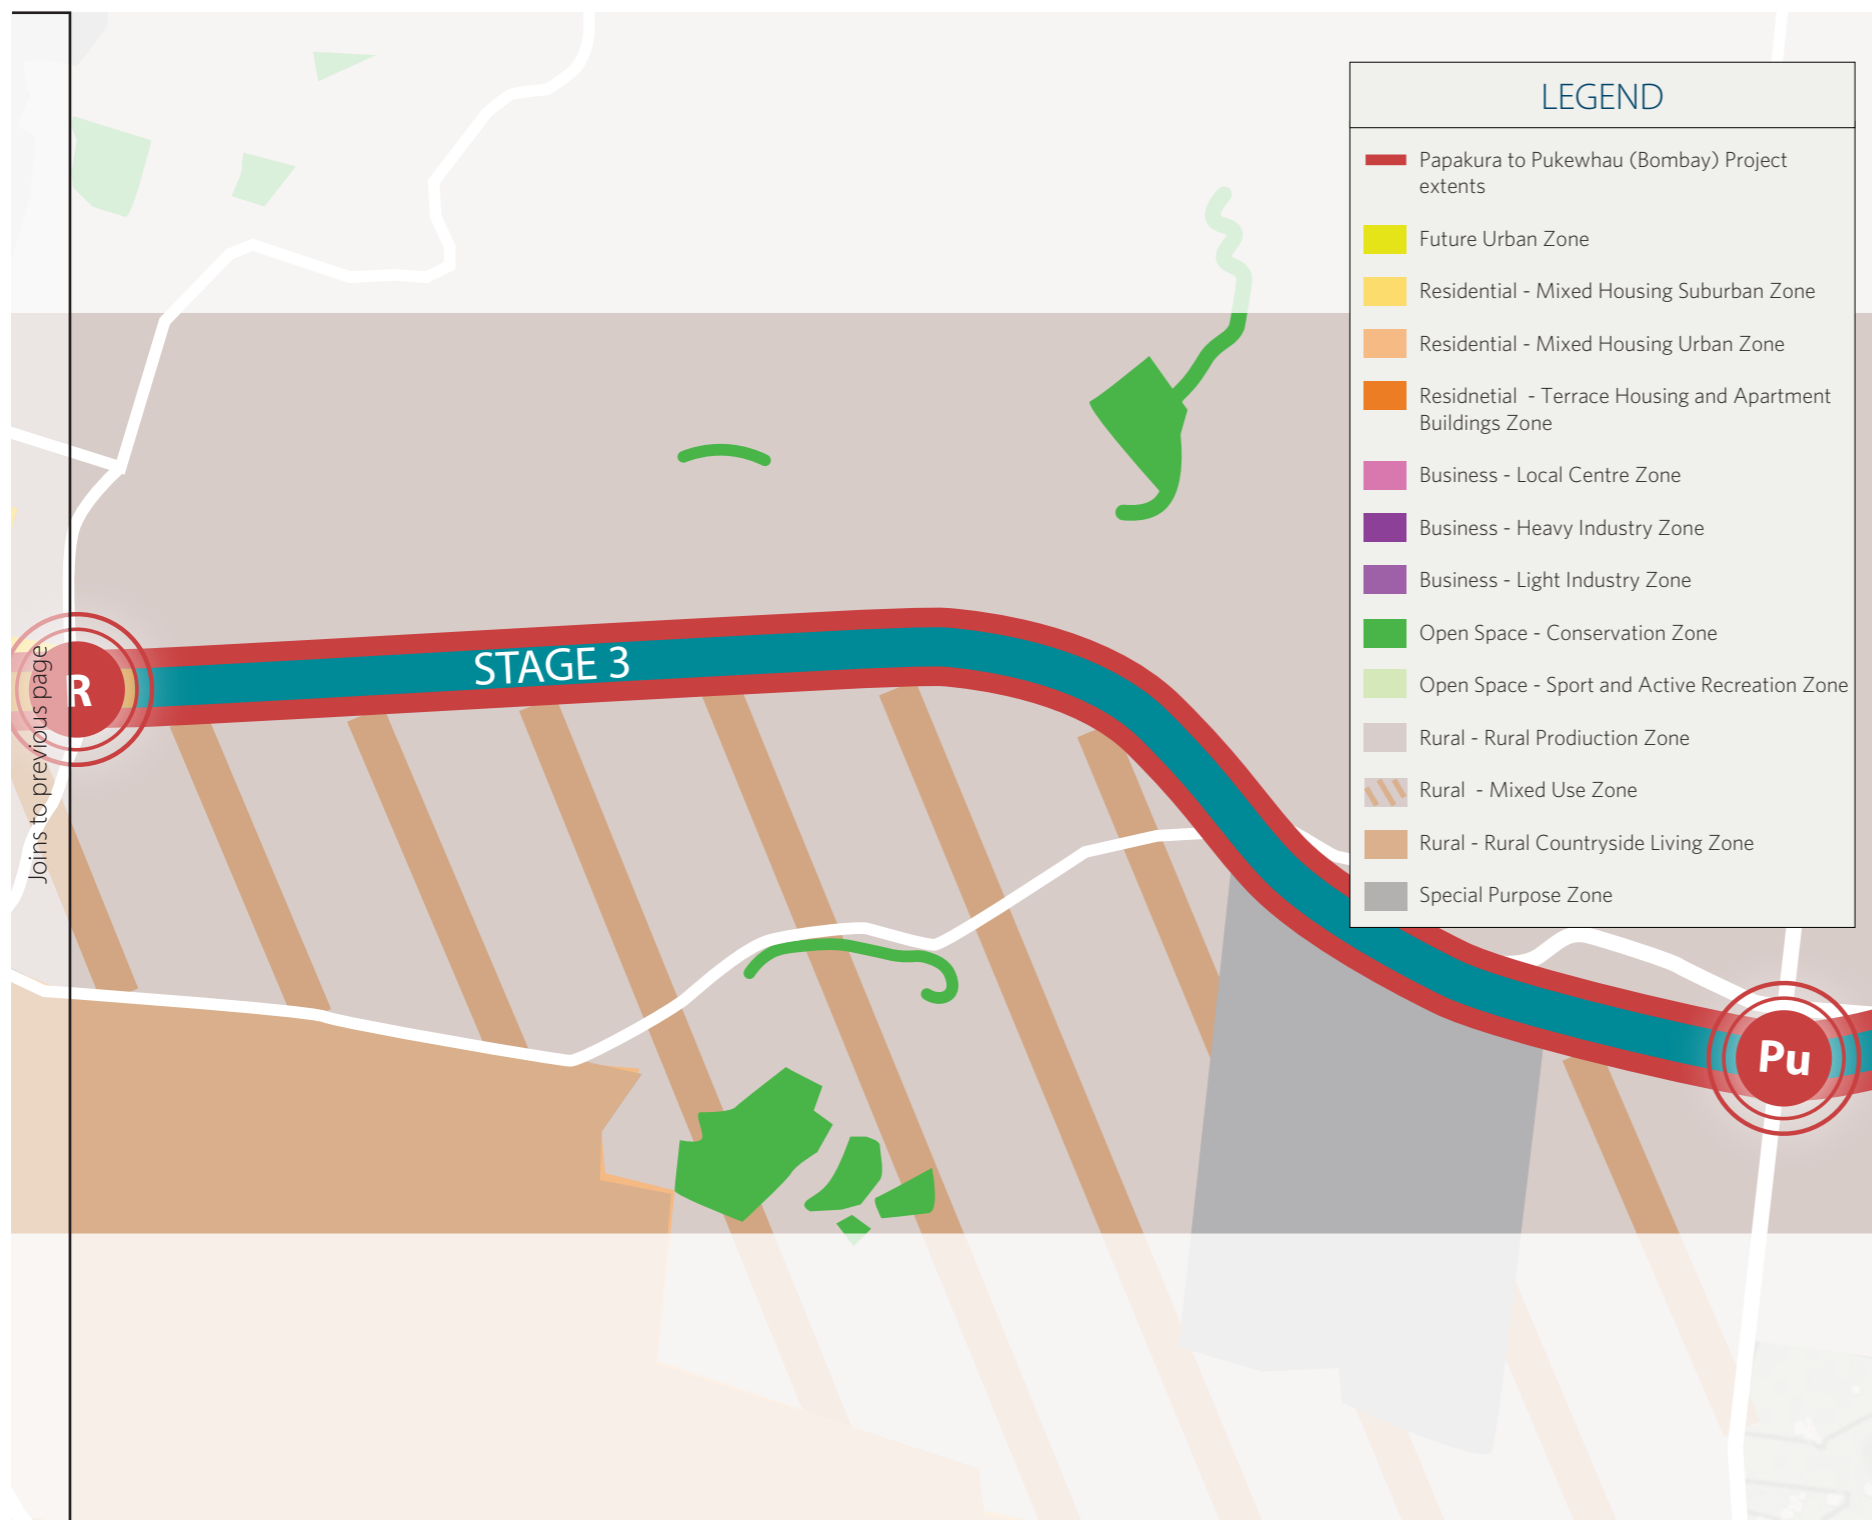 LEGEND
Papakura to Pukewhau (Bombay) Project
extents
Future Urban Zone
Residential - Mixed Housing Suburban Zone
Residential - Mixed Housing Urban Zone
Residnetial - Terrace Housing and Apartment
Buildings Zone
Business - Local Centre Zone
Business - Heavy Industry Zone
Business - Light Industry Zone
Open Space - Conservation Zone
Open Space - Sport and Active Recreation Zone
Rural - Rural Prodiuction Zone
Rural - Mixed Use Zone
Rural - Rural Countryside Living Zone
Special Purpose Zone
STAGE 3
R
Joins to previous page
Pu